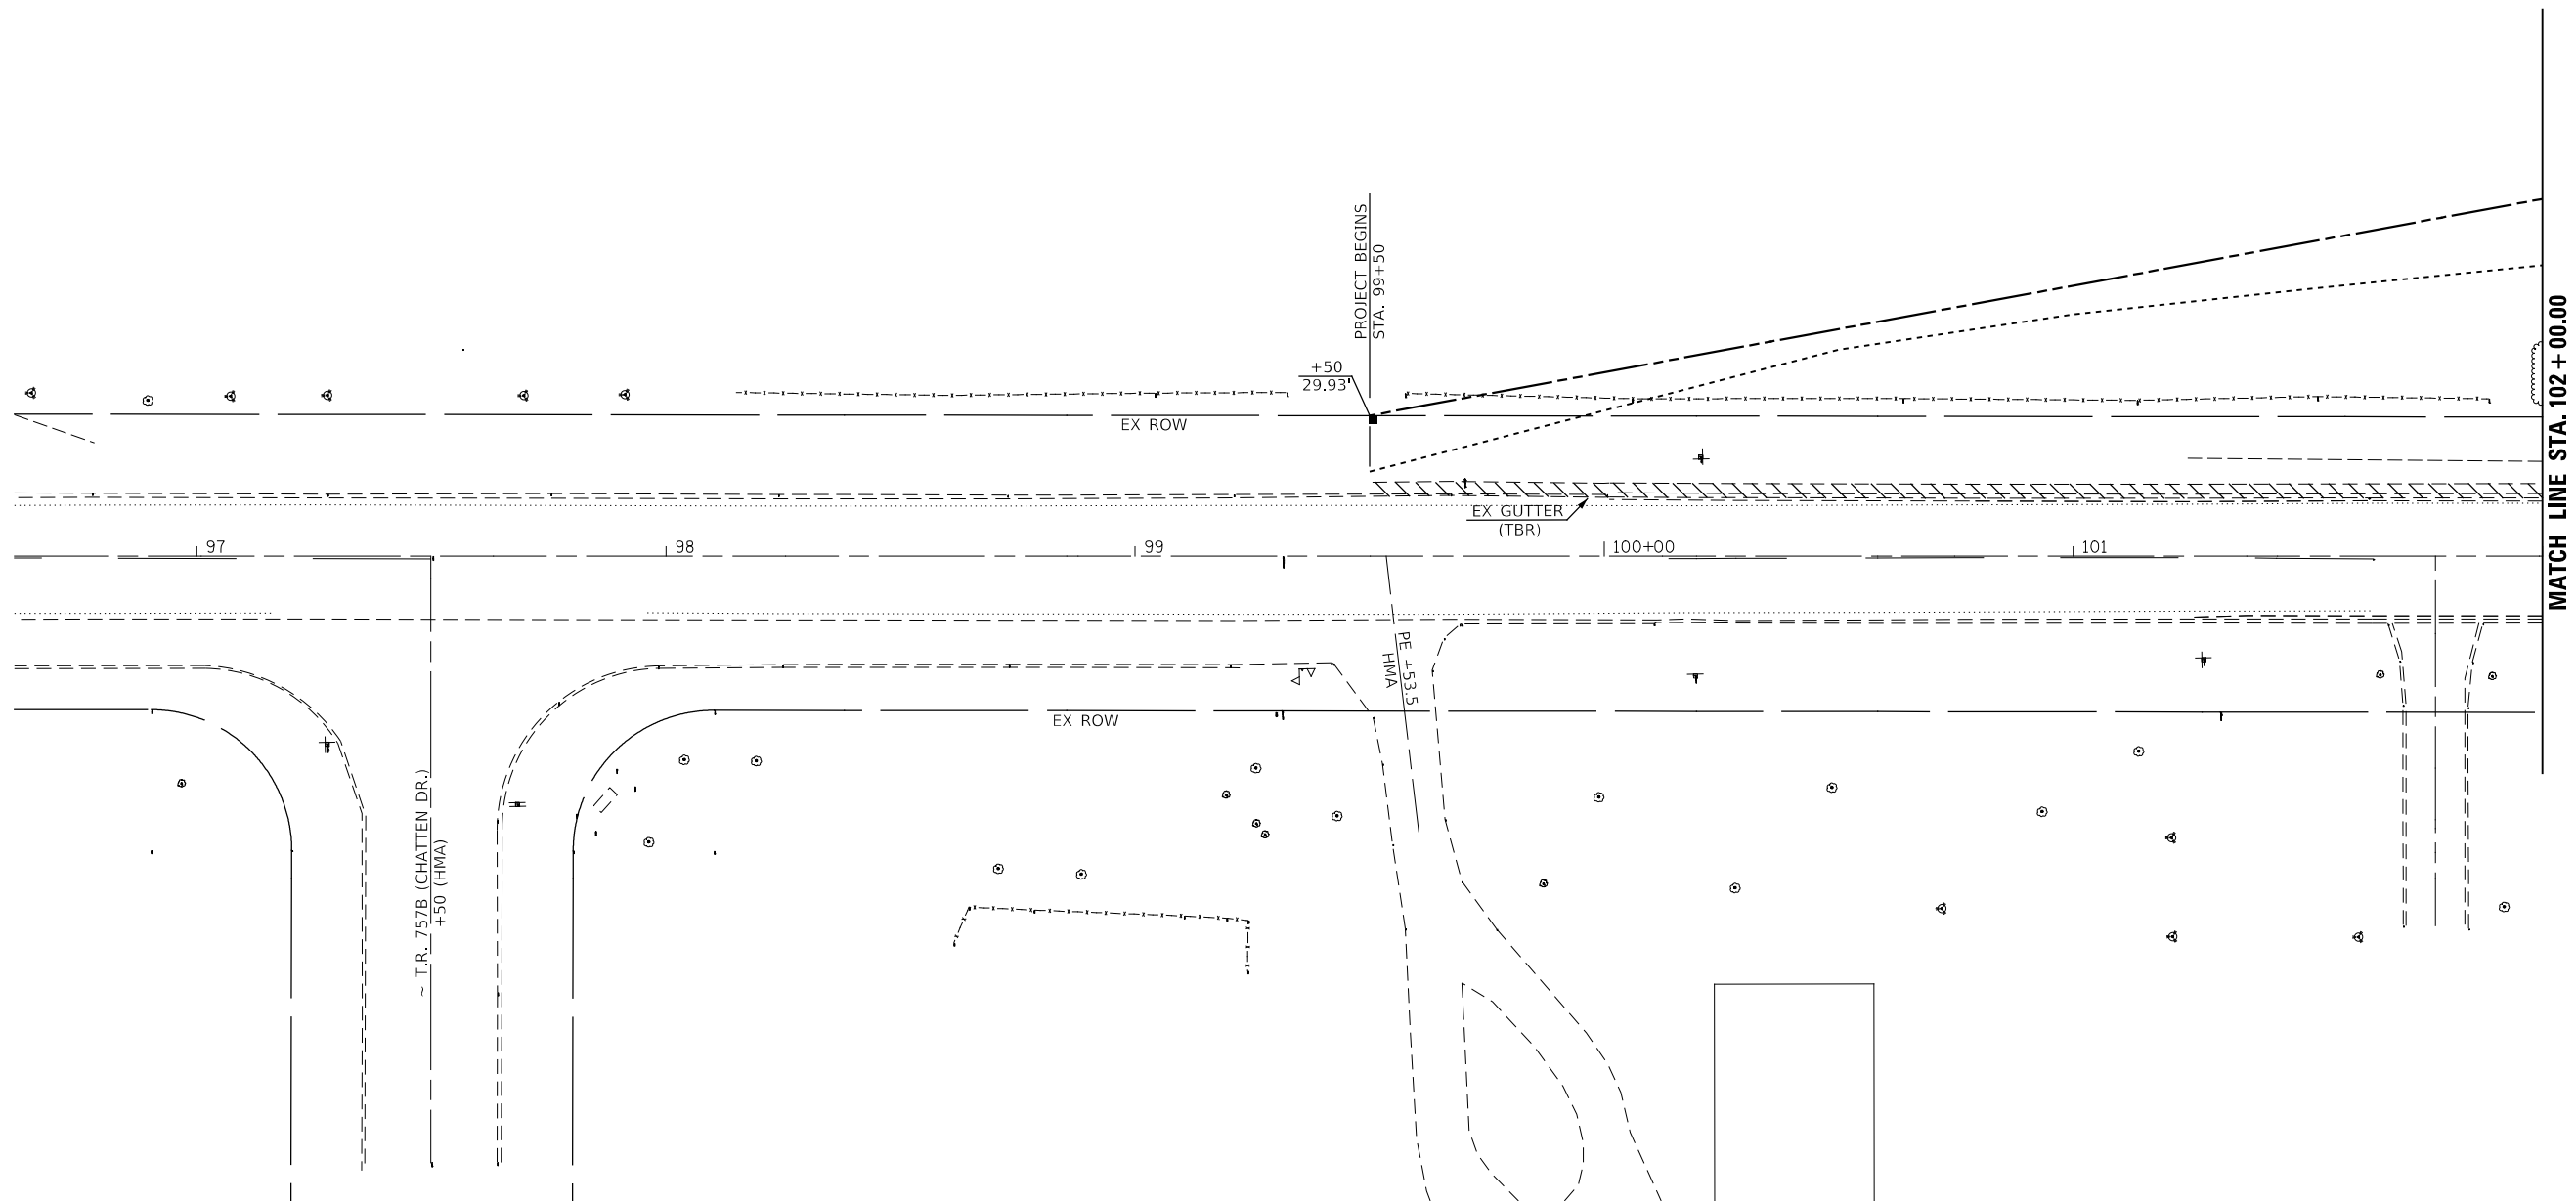 PROJECT BEGINS
STA. 99+50
+50
29.93'
EX ROW
EX GUTTER
(TBR)
97
98
99
100+00
101
PE +53.5
HMA
EX ROW
~ T.R. 757B (CHATTEN DR.)
+50 (HMA)
MATCH LINE STA. 102+00.00